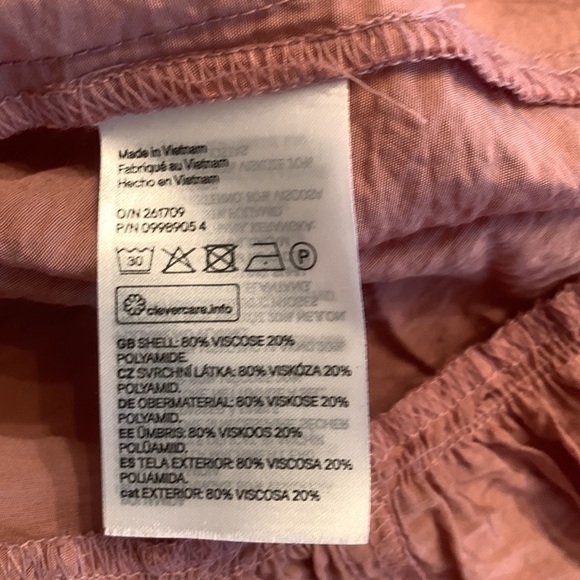 Made in Vietnam
Fabriqué au Vietnam
Hecho en Vietnam
O/N 261709
P/N 0998905 4
30 P
clevercare.info
GB SHELL: 80% VISCOSE 20%
POLYAMIDE.
CZ SVRCHNÍ LÁTKA: 80% VISKÓZA 20%
POLYAMID.
DE OBERMATERIAL: 80% VISKOSE 20%
POLYAMID.
EE ÜMBRIS: 80% VISKOOS 20%
POLÜAMIID.
ES TELA EXTERIOR: 80% VISCOSA 20%
POLIAMIDA.
cat EXTERIOR: 80% VISCOSA 20%